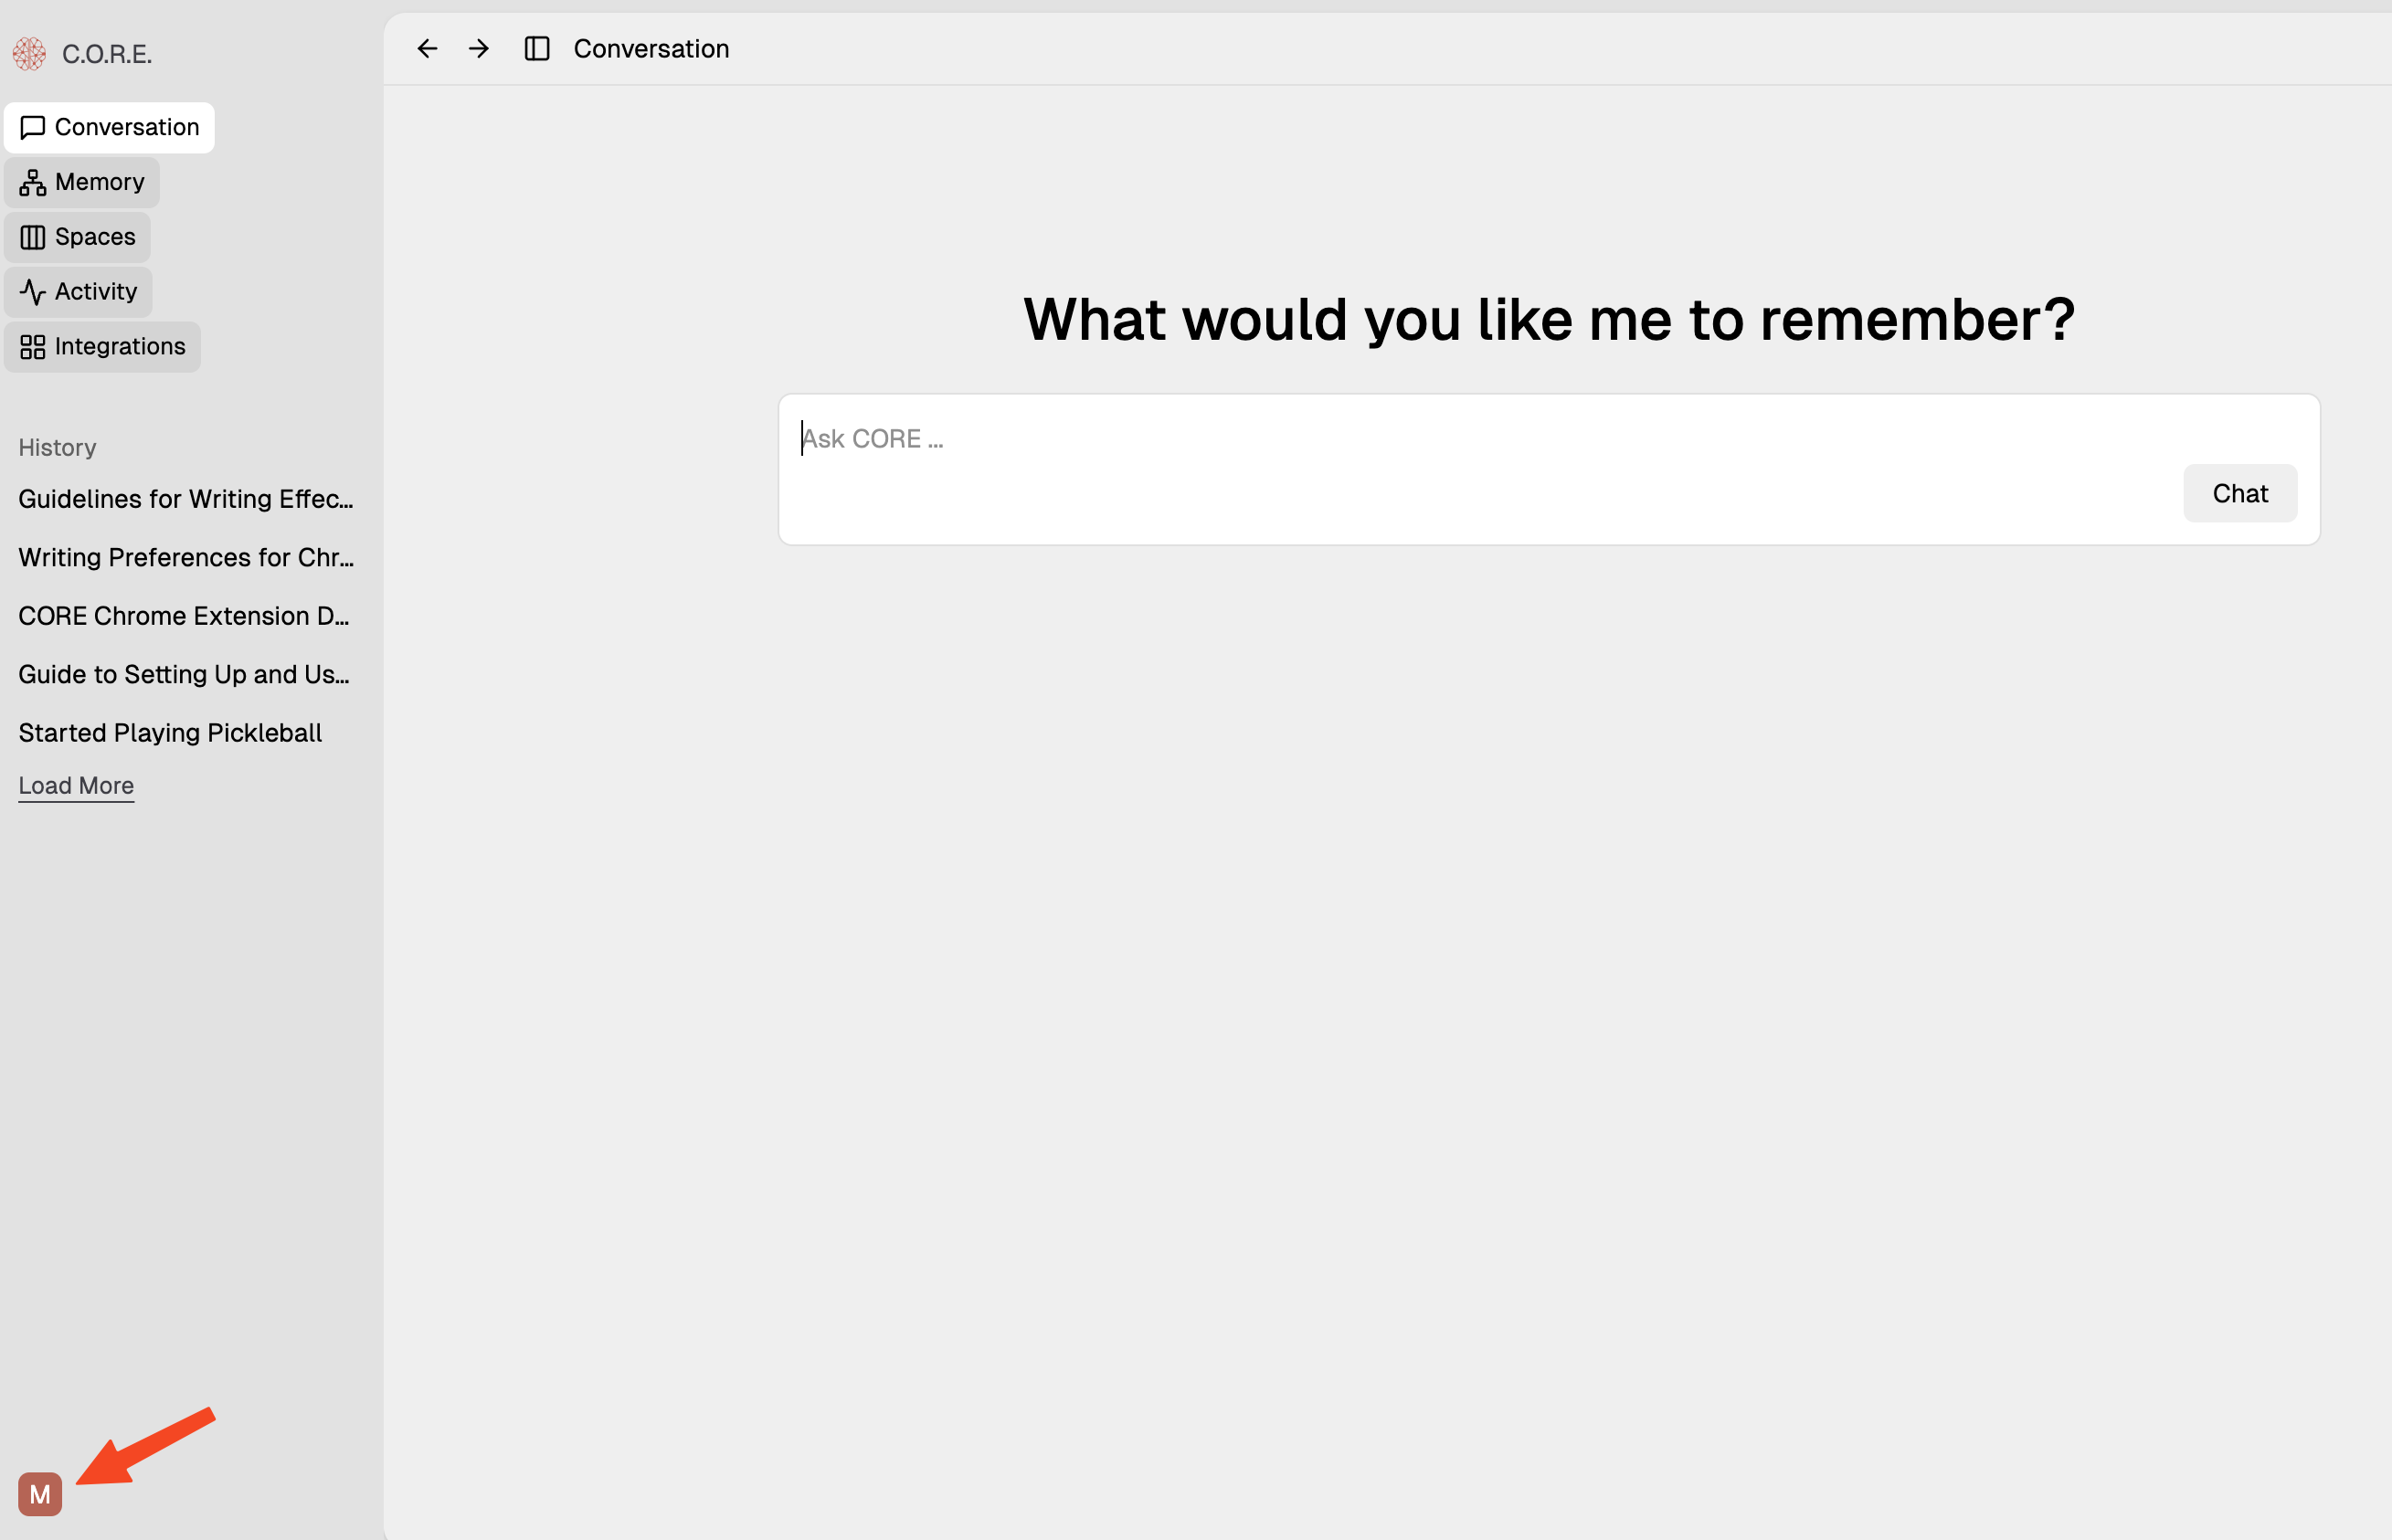 C.O.R.E.
Conversation
Memory
Spaces
Activity
Integrations
History
Guidelines for Writing Effec...
Writing Preferences for Chr...
CORE Chrome Extension D...
Guide to Setting Up and Us...
Started Playing Pickleball
Load More
M
Conversation
What would you like me to remember?
Ask CORE ...
Chat